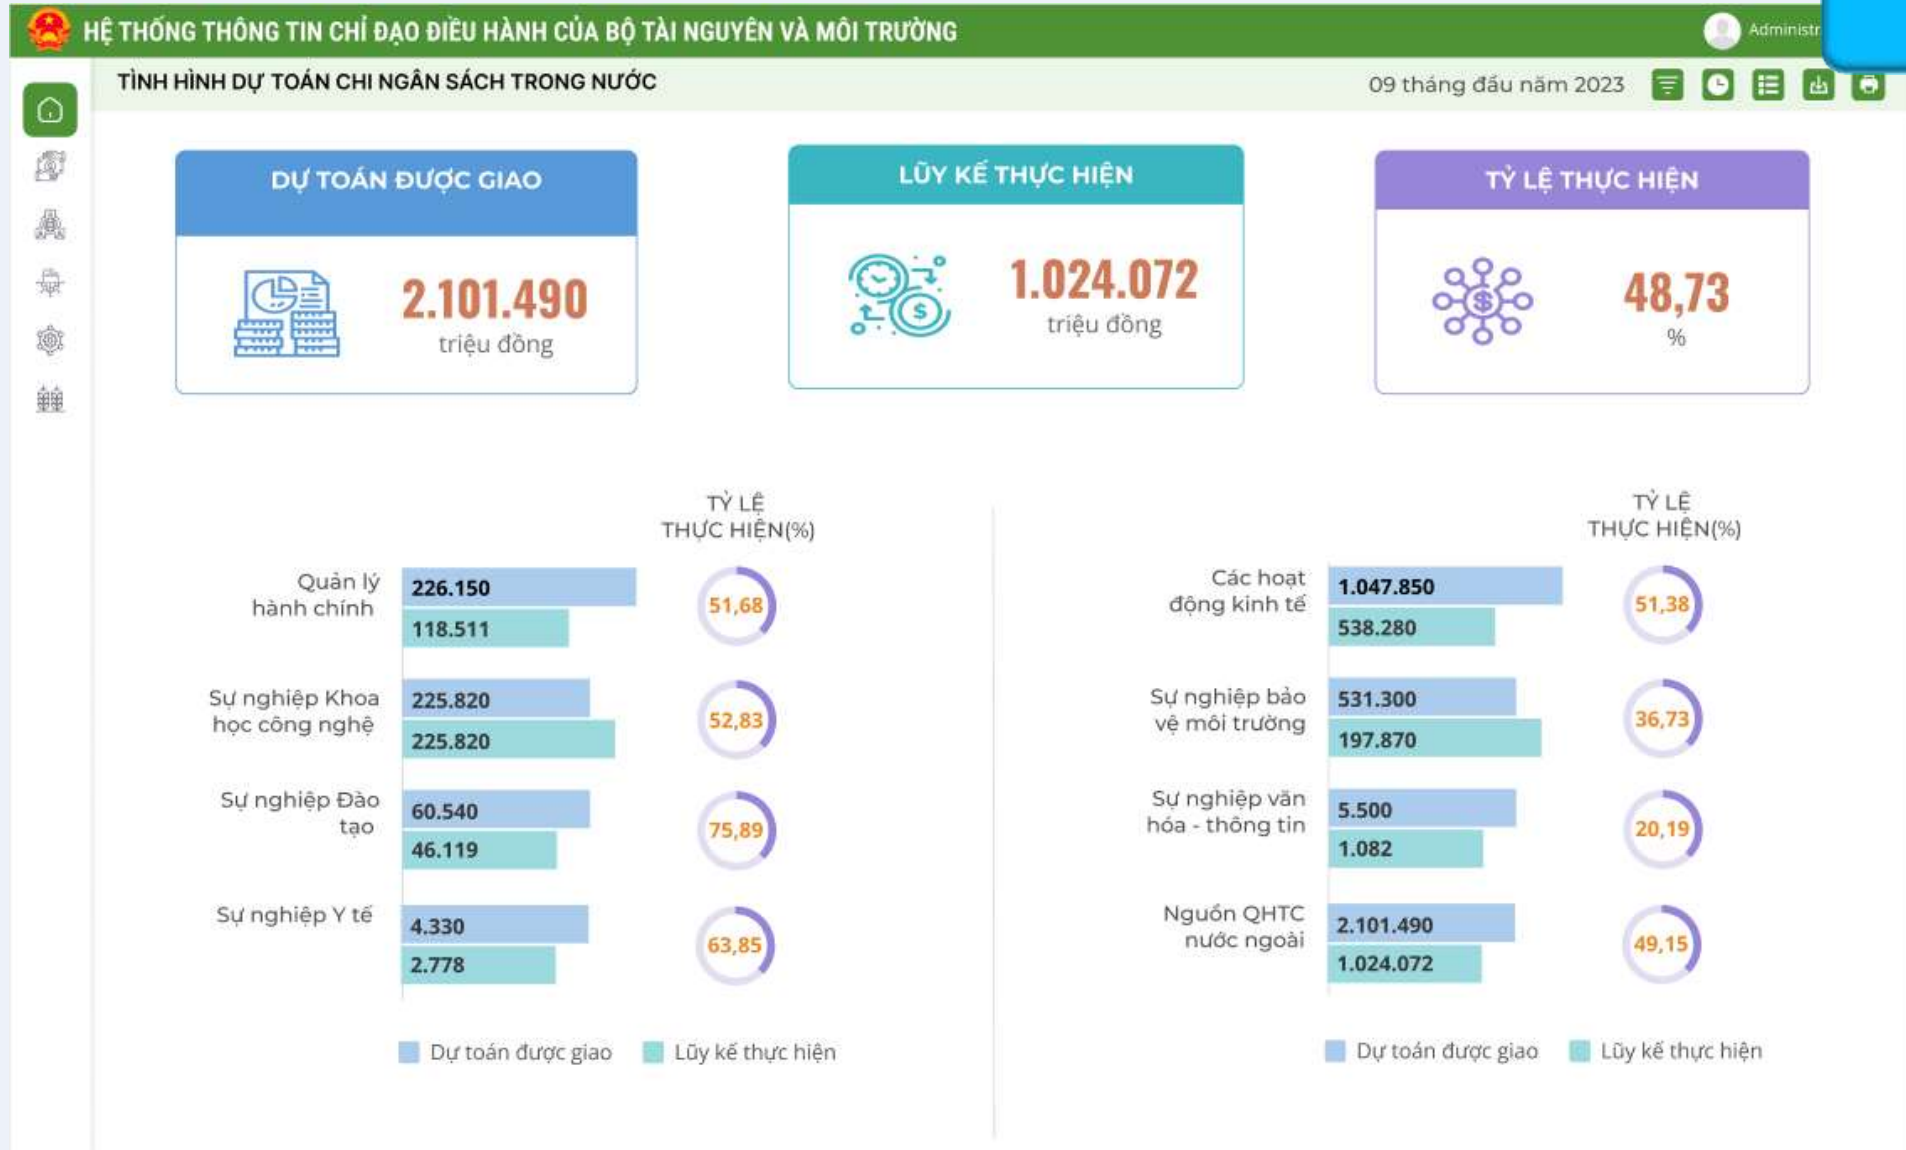 HỆ THỐNG THÔNG TIN CHỈ ĐẠO ĐIỀU HÀNH CỦA BỘ TÀI NGUYÊN VÀ MÔI TRƯỜNG
TÌNH HÌNH DỰ TOÁN CHI NGÂN SÁCH TRONG NƯỚC
09 tháng đầu năm 2023
DỰ TOÁN ĐƯỢC GIAO
2.101.490
triệu đồng
LŨY KẾ THỰC HIỆN
1.024.072
triệu đồng
TỶ LỆ THỰC HIỆN
48,73
%
TỶ LỆ
THỰC HIỆN(%)
Quản lý
hành chính
226.150
118.511
51,68
Sự nghiệp Khoa
học công nghệ
225.820
225.820
52,83
Sự nghiệp Đào
tạo
60.540
46.119
75,89
Sự nghiệp Y tế
4.330
2.778
63,85
Dự toán được giao
Lũy kế thực hiện
TỶ LỆ
THỰC HIỆN(%)
Các hoạt
động kinh tế
1.047.850
538.280
51,38
Sự nghiệp bảo
vệ môi trường
531.300
197.870
36,73
Sự nghiệp văn
hóa - thông tin
5.500
1.082
20,19
Nguồn QHTC
nước ngoài
2.101.490
1.024.072
49,15
Dự toán được giao
Lũy kế thực hiện